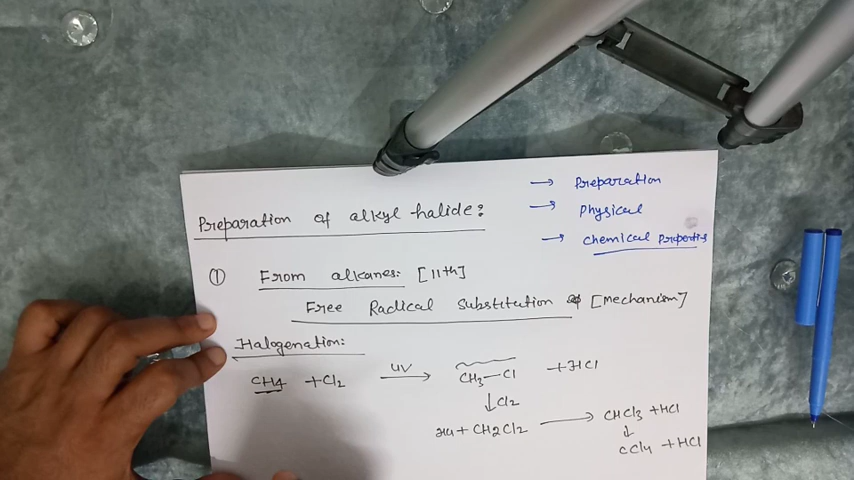 Preparation of alkyl halide:
→ Preparation
→ Physical
→ chemical properties
① From alkanes: [11th]
Free Radical Substitution [Mechanism]
Halogenation:
CH4 + Cl2 UV→ CH3—Cl + HCl
↓ Cl2
+ CH2Cl2 → CHCl3 + HCl
↓
CCl4 + HCl